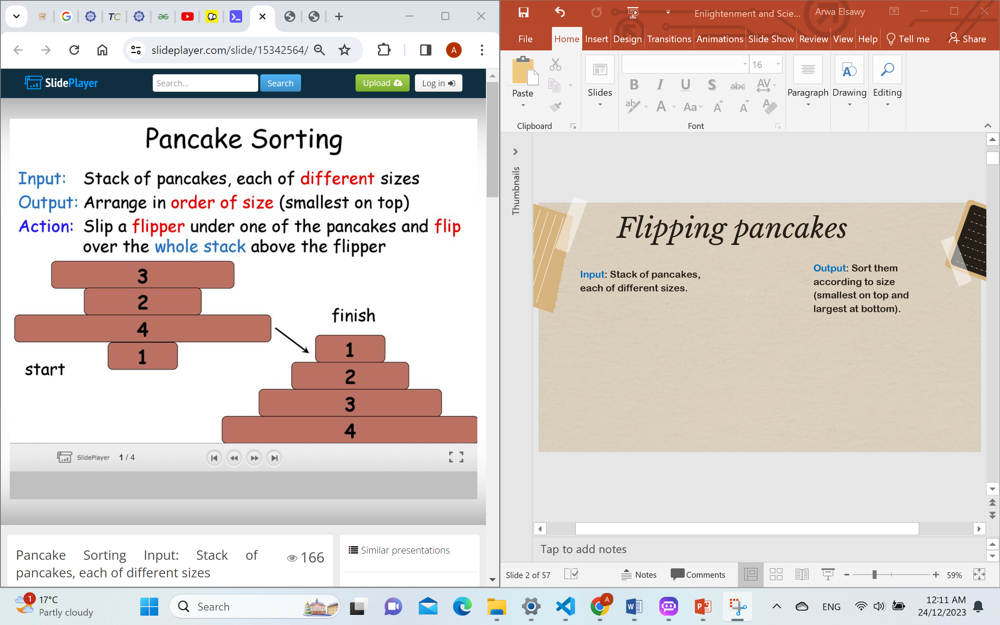 TC
slideplayer.com/slide/15342564/
A
SlidePlayer
Search...
Search
Upload
Log in
Pancake Sorting
Input: Stack of pancakes, each of different sizes
Output: Arrange in order of size (smallest on top)
Action: Slip a flipper under one of the pancakes and flip
over the whole stack above the flipper
3
2
4
1
start
finish
1
2
3
4
SlidePlayer 1 / 4
Pancake Sorting Input: Stack of
pancakes, each of different sizes
166
Similar presentations
Enlightenment and Scie...
Arwa Elsawy
File Home Insert Design Transitions Animations Slide Show Review View Help Tell me Share
Paste
Clipboard
Slides
16
B I U S abc AV
ab A Aa A A A
Font
Paragraph
Drawing
Editing
Thumbnails
Flipping pancakes
Input: Stack of pancakes,
each of different sizes.
Output: Sort them
according to size
(smallest on top and
largest at bottom).
Tap to add notes
Slide 2 of 57
Notes
Comments
59%
1
17°C
Partly cloudy
Search
A
W
P
ENG
12:11 AM
24/12/2023